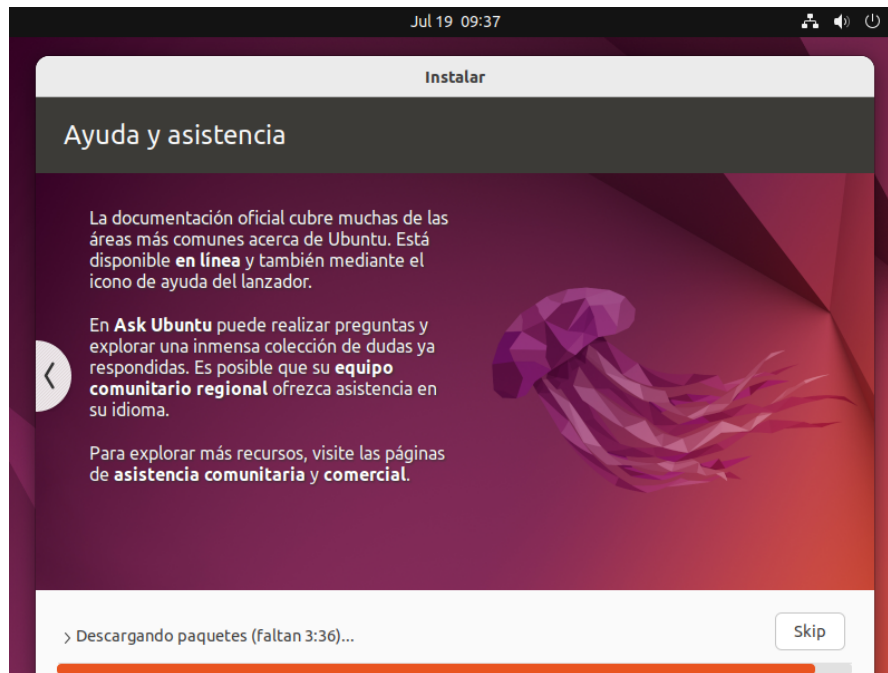 Jul 19 09:37
Instalar
Ayuda y asistencia
La documentación oficial cubre muchas de las
áreas más comunes acerca de Ubuntu. Está
disponible en línea y también mediante el
icono de ayuda del lanzador.
En Ask Ubuntu puede realizar preguntas y
explorar una inmensa colección de dudas ya
respondidas. Es posible que su equipo
comunitario regional ofrezca asistencia en
su idioma.
Para explorar más recursos, visite las páginas
de asistencia comunitaria y comercial.
Descargando paquetes (faltan 3:36)...
Skip